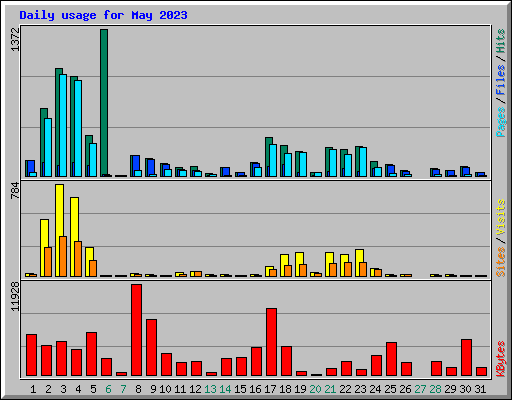 Daily usage for May 2023
1372
Pages / Files / Hits
784
Sites / Visits
11928
KBytes
1 2 3 4 5 6 7 8 9 10 11 12 13 14 15 16 17 18 19 20 21 22 23 24 25 26 27 28 29 30 31